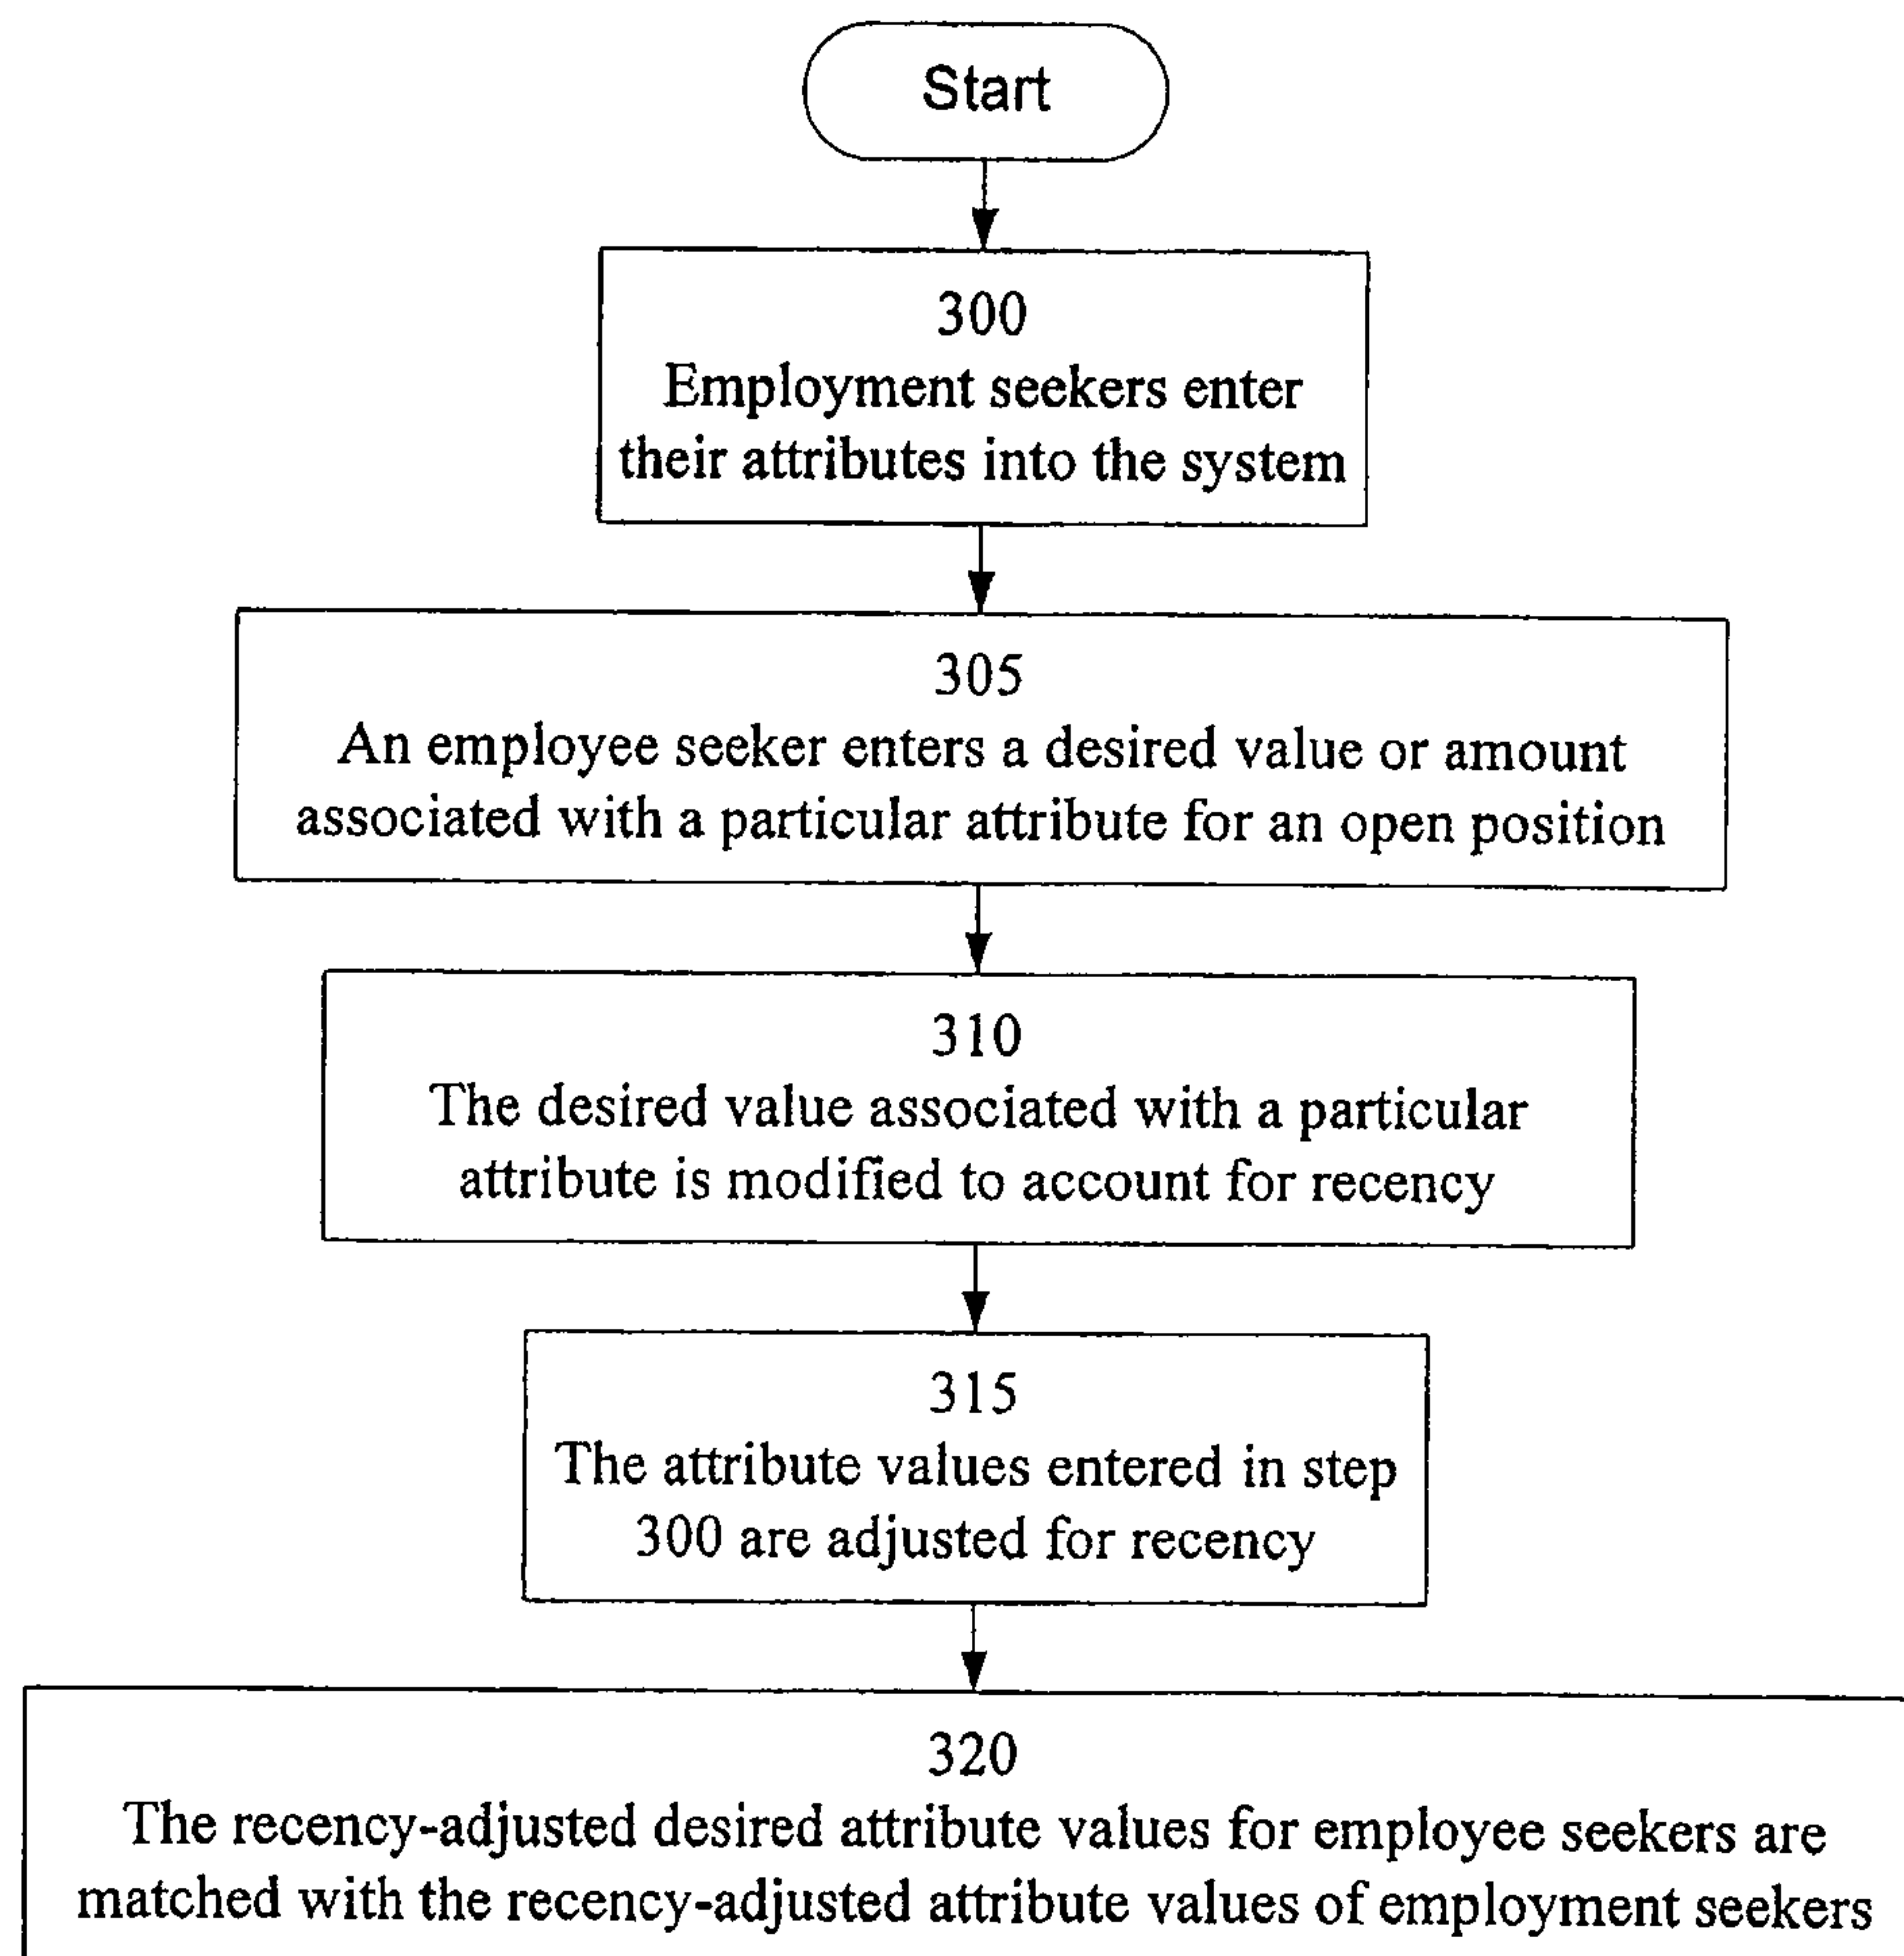 Start
300
Employment seekers enter
their attributes into the system
305
An employee seeker enters a desired value or amount
associated with a particular attribute for an open position
310
The desired value associated with a particular
attribute is modified to account for recency
315
The attribute values entered in step
300 are adjusted for recency
320
The recency-adjusted desired attribute values for employee seekers are
matched with the recency-adjusted attribute values of employment seekers